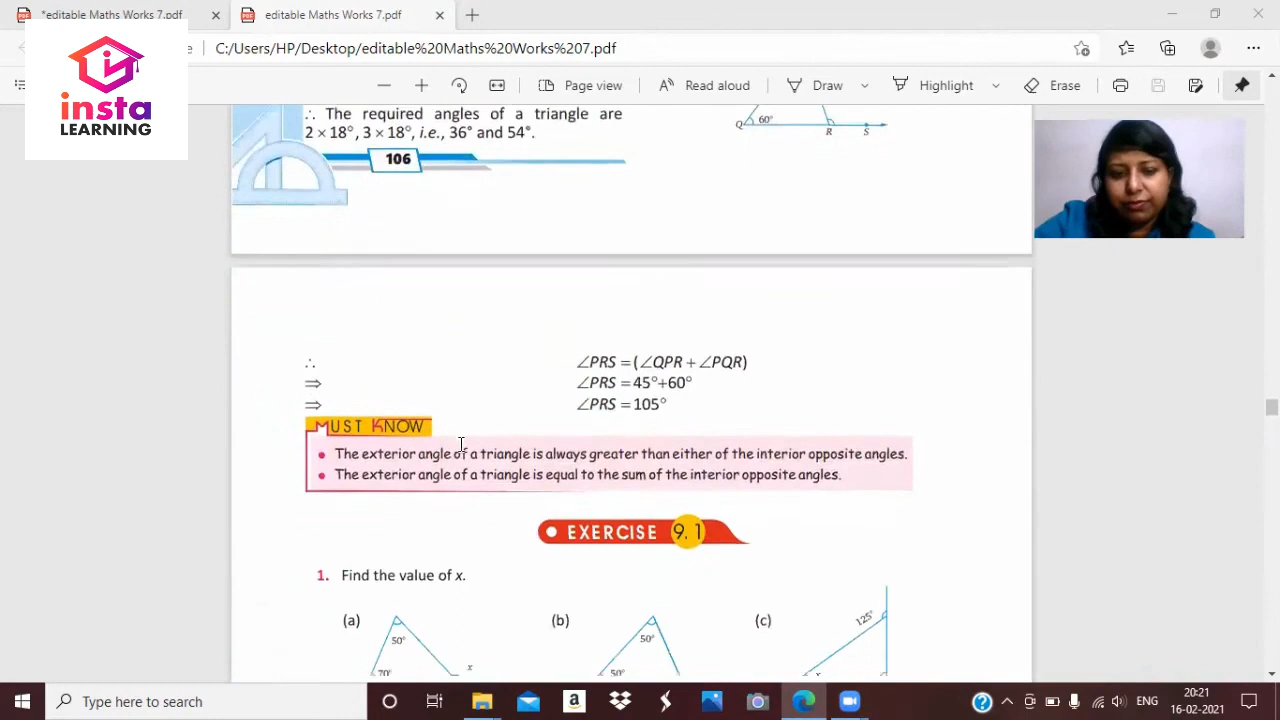 *editable Maths Works 7.pdf
editable Maths Works 7.pdf
C:/Users/HP/Desktop/editable%20Maths%20Works%207.pdf
insta
LEARNING
Page view
Read aloud
Draw
Highlight
Erase
∴ The required angles of a triangle are
2 × 18°, 3 × 18°, i.e., 36° and 54°.
106
Q 60° R S
∴ ∠PRS = (∠QPR + ∠PQR)
⇒ ∠PRS = 45°+60°
⇒ ∠PRS = 105°
MUST KNOW
• The exterior angle of a triangle is always greater than either of the interior opposite angles.
• The exterior angle of a triangle is equal to the sum of the interior opposite angles.
EXERCISE 9.1
1. Find the value of x.
(a) (b) (c)
50° 50° 125°
70° x 50° x
Type here to search
ENG
20:21
16-02-2021